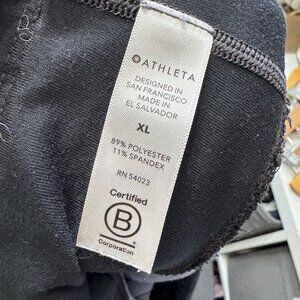 ATHLETA
DESIGNED IN
SAN FRANCISCO
MADE IN
EL SALVADOR
XL
89% POLYESTER
11% SPANDEX
RN 54023
Certified
B
Corporation